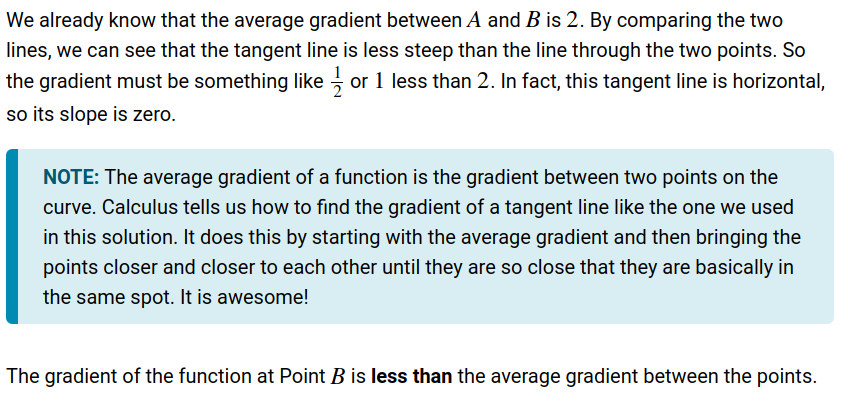 We already know that the average gradient between A and B is 2. By comparing the two
lines, we can see that the tangent line is less steep than the line through the two points. So
the gradient must be something like 1/2 or 1 less than 2. In fact, this tangent line is horizontal,
so its slope is zero.
NOTE: The average gradient of a function is the gradient between two points on the
curve. Calculus tells us how to find the gradient of a tangent line like the one we used
in this solution. It does this by starting with the average gradient and then bringing the
points closer and closer to each other until they are so close that they are basically in
the same spot. It is awesome!
The gradient of the function at Point B is less than the average gradient between the points.